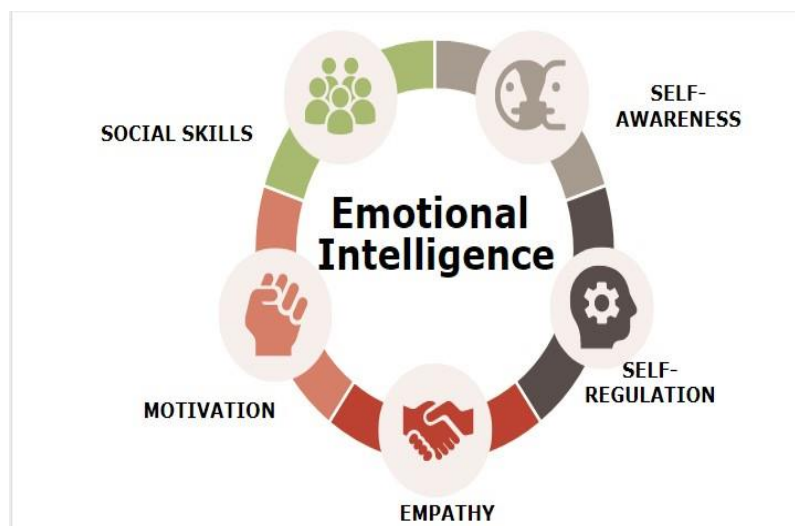 SELF-
AWARENESS
SOCIAL SKILLS
Emotional
Intelligence
SELF-
REGULATION
MOTIVATION
EMPATHY